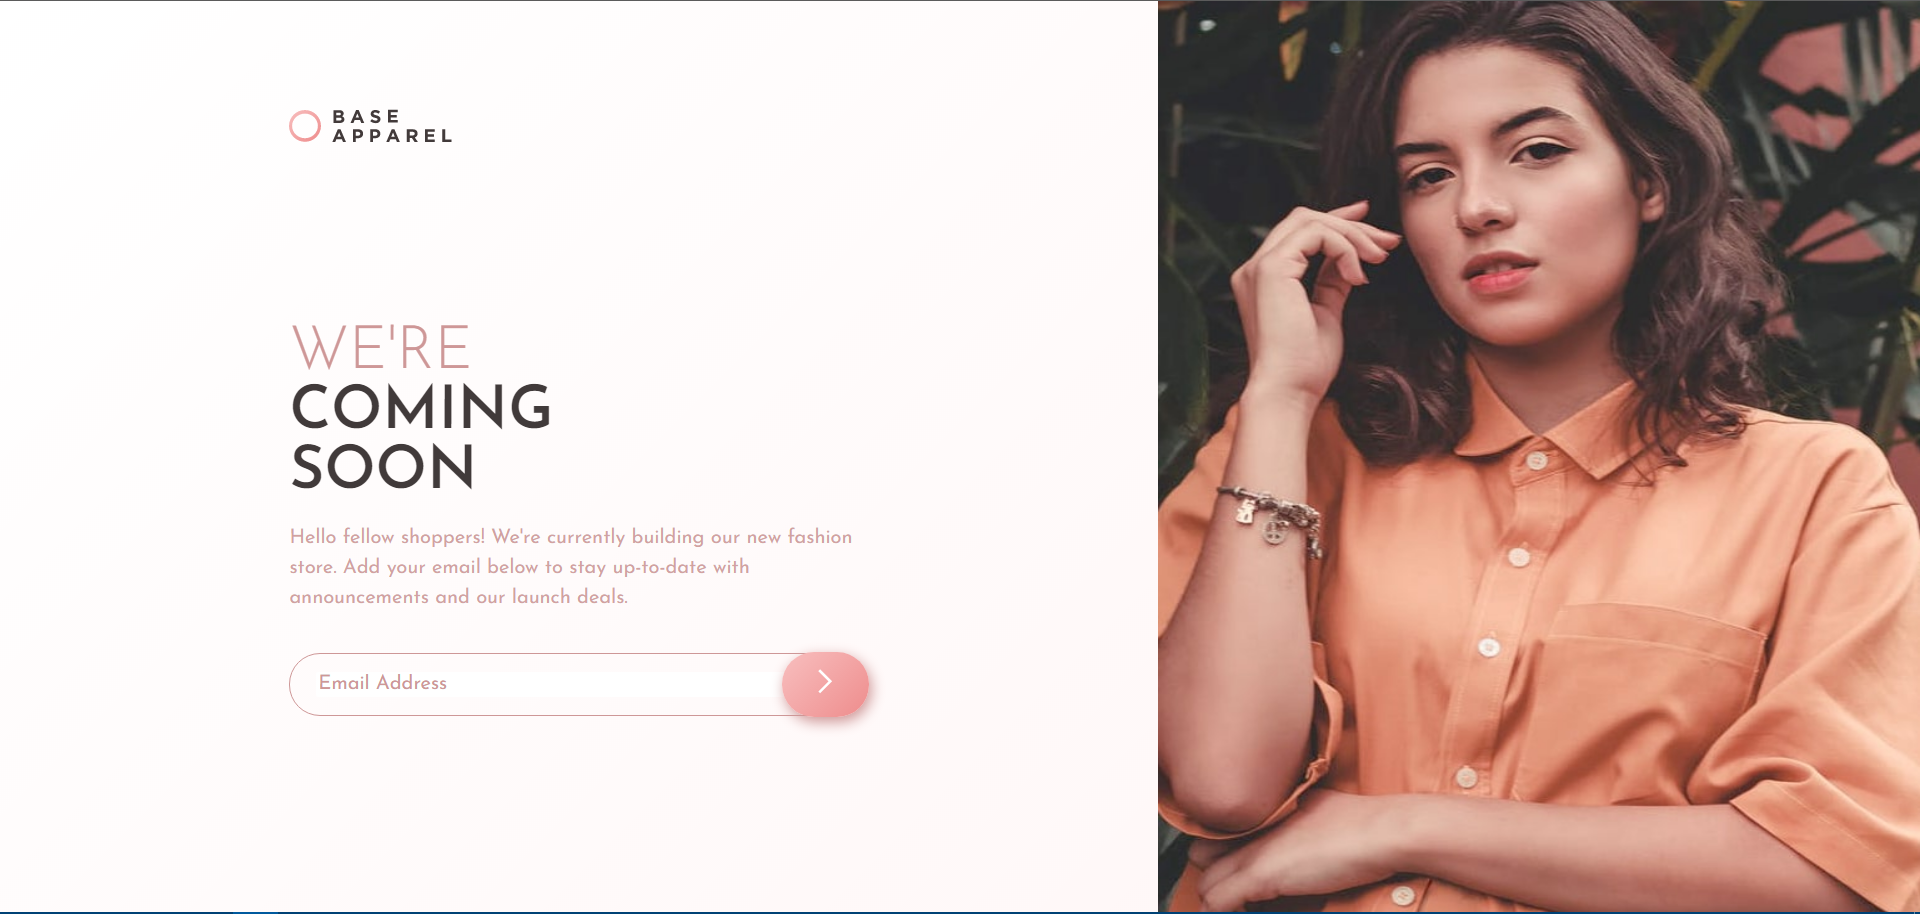 BASE
APPAREL
WE'RE
COMING
SOON
Hello fellow shoppers! We're currently building our new fashion
store. Add your email below to stay up-to-date with
announcements and our launch deals.
Email Address